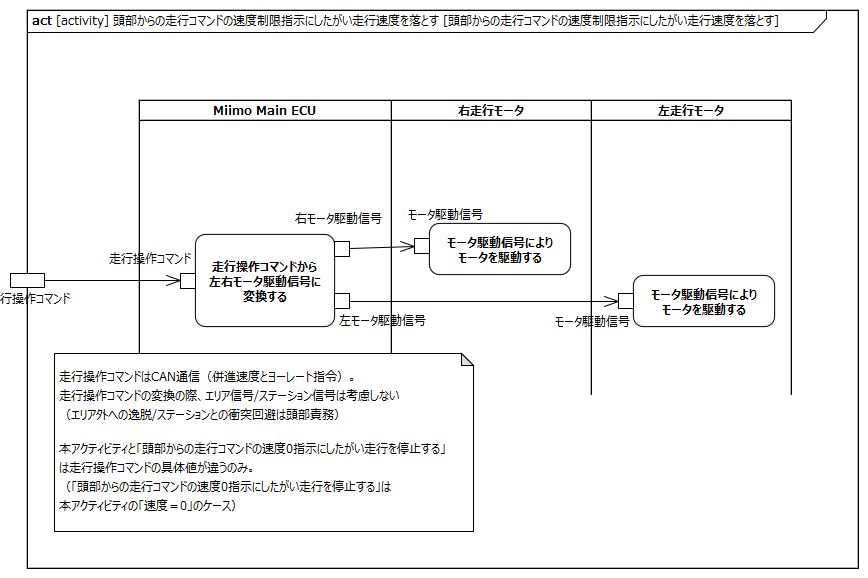 act [activity] 頭部からの走行コマンドの速度制限指示にしたがい走行速度を落とす [頭部からの走行コマンドの速度制限指示にしたがい走行速度を落とす]
Miimo Main ECU
右走行モータ
左走行モータ
右モータ駆動信号
モータ駆動信号
モータ駆動信号により
モータを駆動する
走行操作コマンド
走行操作コマンドから
左右モータ駆動信号に
変換する
行操作コマンド
モータ駆動信号により
モータを駆動する
左モータ駆動信号
モータ駆動信号
走行操作コマンドはCAN通信（併進速度とヨーレート指令）。
走行操作コマンドの変換の際、エリア信号/ステーション信号は考慮しない
（エリア外への逸脱/ステーションとの衝突回避は頭部責務）
本アクティビティと「頭部からの走行コマンドの速度0指示にしたがい走行を停止する」
は走行操作コマンドの具体値が違うのみ。
（「頭部からの走行コマンドの速度0指示にしたがい走行を停止する」は
本アクティビティの「速度＝0」のケース）